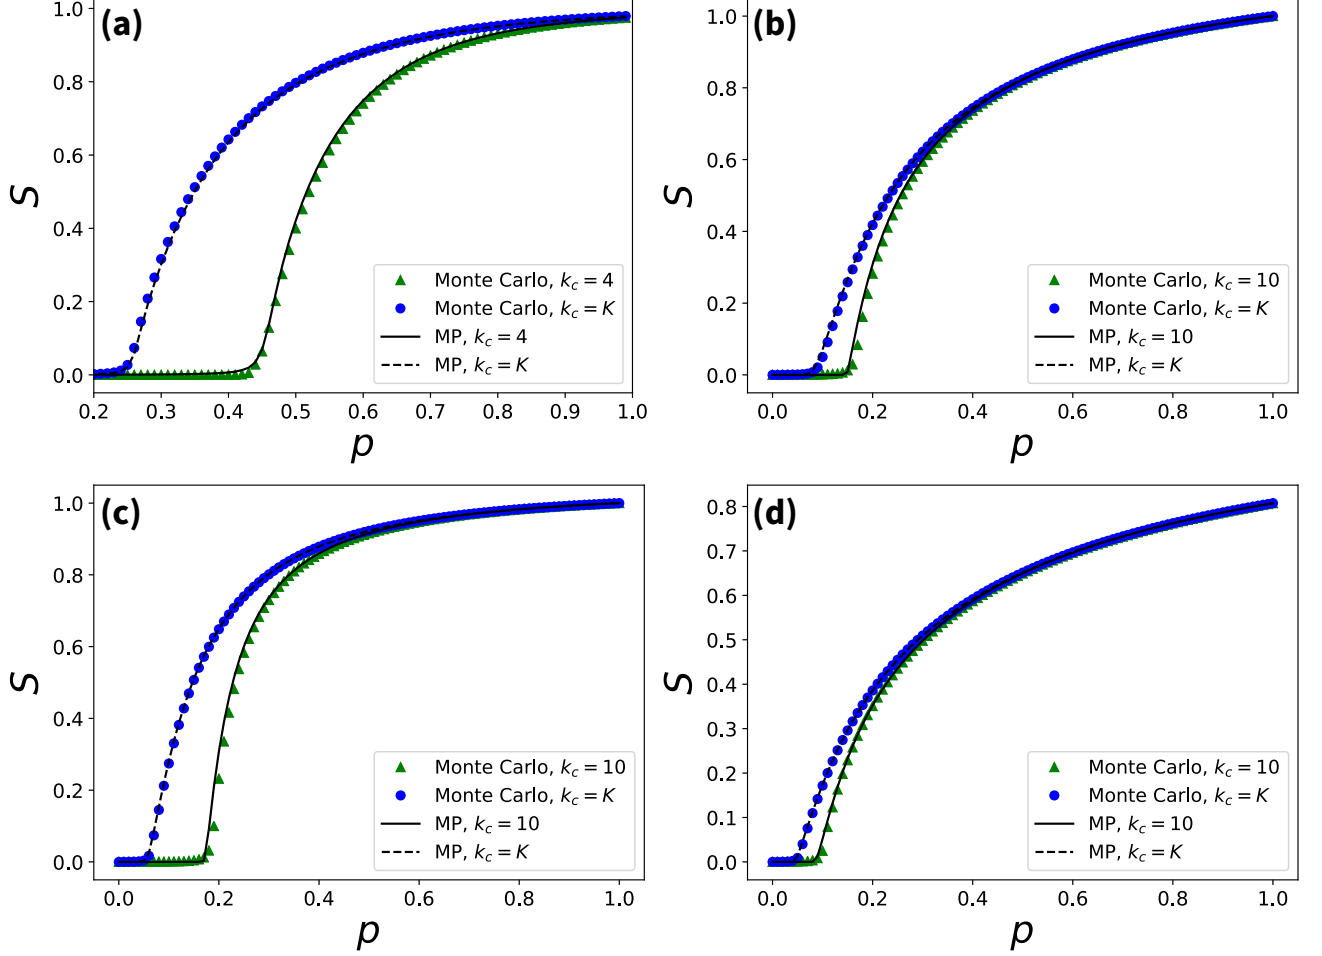 (a)
1.0
0.8
0.6
0.4
0.2
0.0
S
Monte Carlo, k_c = 4
Monte Carlo, k_c = K
MP, k_c = 4
MP, k_c = K
0.2 0.3 0.4 0.5 0.6 0.7 0.8 0.9 1.0
p
(b)
1.0
0.8
0.6
0.4
0.2
0.0
S
Monte Carlo, k_c = 10
Monte Carlo, k_c = K
MP, k_c = 10
MP, k_c = K
0.0 0.2 0.4 0.6 0.8 1.0
p
(c)
1.0
0.8
0.6
0.4
0.2
0.0
S
Monte Carlo, k_c = 10
Monte Carlo, k_c = K
MP, k_c = 10
MP, k_c = K
0.0 0.2 0.4 0.6 0.8 1.0
p
(d)
0.8
0.7
0.6
0.5
0.4
0.3
0.2
0.1
0.0
S
Monte Carlo, k_c = 10
Monte Carlo, k_c = K
MP, k_c = 10
MP, k_c = K
0.0 0.2 0.4 0.6 0.8 1.0
p